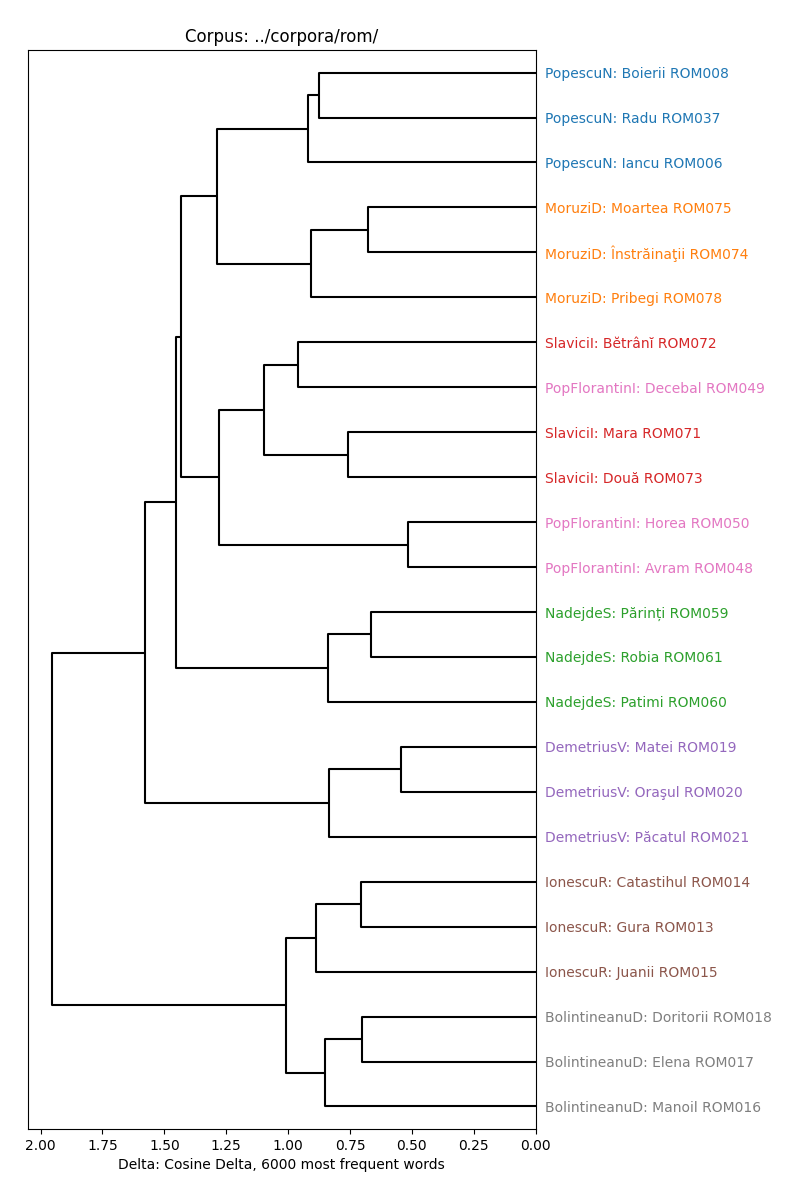 Corpus: ../corpora/rom/
PopescuN: Boierii ROM008
PopescuN: Radu ROM037
PopescuN: Iancu ROM006
MoruziD: Moartea ROM075
MoruziD: Înstrăinaţii ROM074
MoruziD: Pribegi ROM078
SlaviciI: Bĕtrânĭ ROM072
PopFlorantinI: Decebal ROM049
SlaviciI: Mara ROM071
SlaviciI: Două ROM073
PopFlorantinI: Horea ROM050
PopFlorantinI: Avram ROM048
NadejdeS: Părinți ROM059
NadejdeS: Robia ROM061
NadejdeS: Patimi ROM060
DemetriusV: Matei ROM019
DemetriusV: Oraşul ROM020
DemetriusV: Păcatul ROM021
IonescuR: Catastihul ROM014
IonescuR: Gura ROM013
IonescuR: Juanii ROM015
BolintineanuD: Doritorii ROM018
BolintineanuD: Elena ROM017
BolintineanuD: Manoil ROM016
2.00 1.75 1.50 1.25 1.00 0.75 0.50 0.25 0.00
Delta: Cosine Delta, 6000 most frequent words